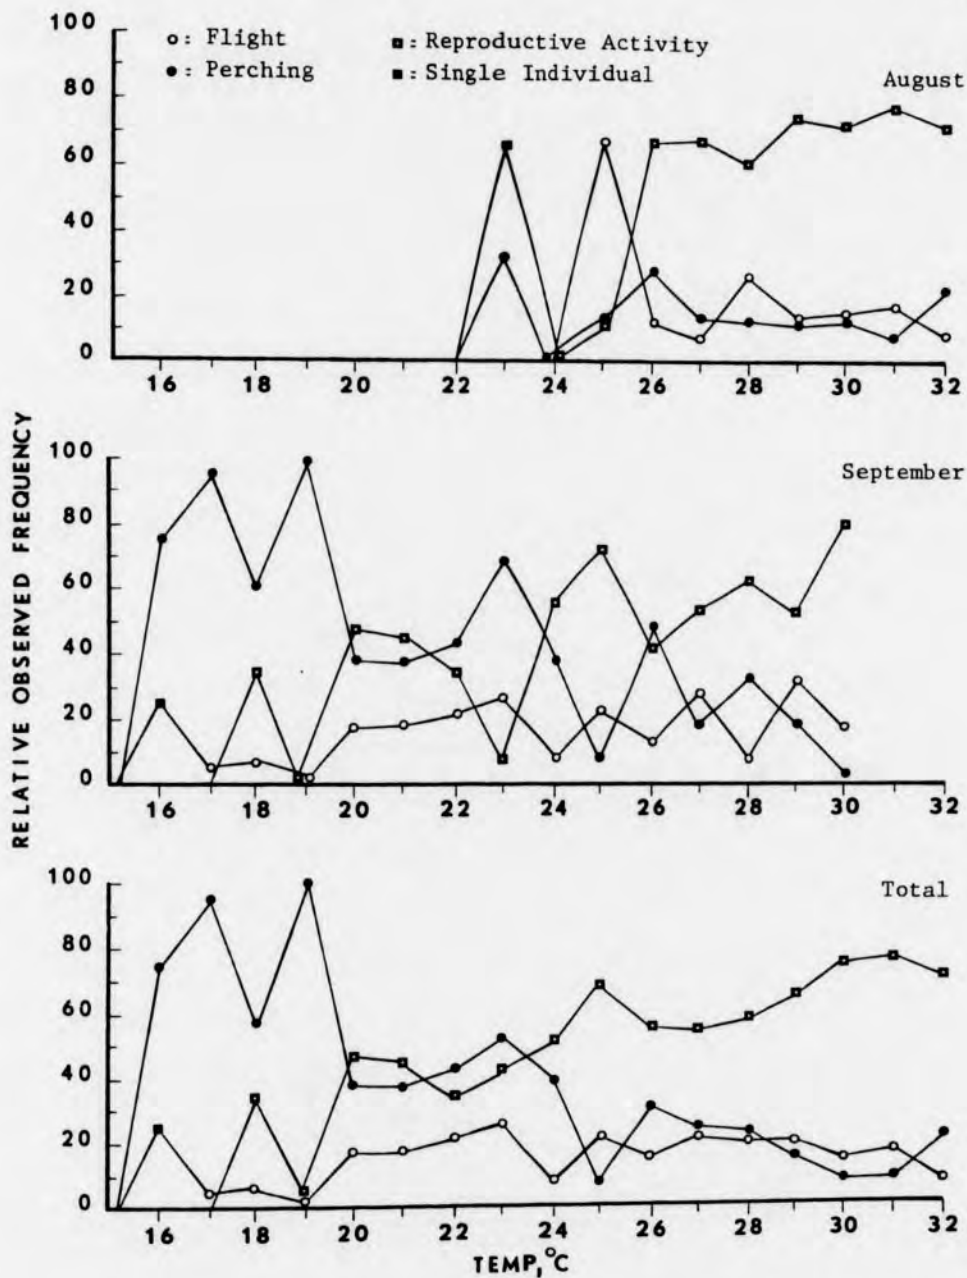 100
o: Flight
□: Reproductive Activity
●: Perching
■: Single Individual
August
80
60
40
20
0
16 18 20 22 24 26 28 30 32
100
September
80
60
40
20
0
16 18 20 22 24 26 28 30 32
RELATIVE OBSERVED FREQUENCY
100
Total
80
60
40
20
0
16 18 20 22 24 26 28 30 32
TEMP, °C